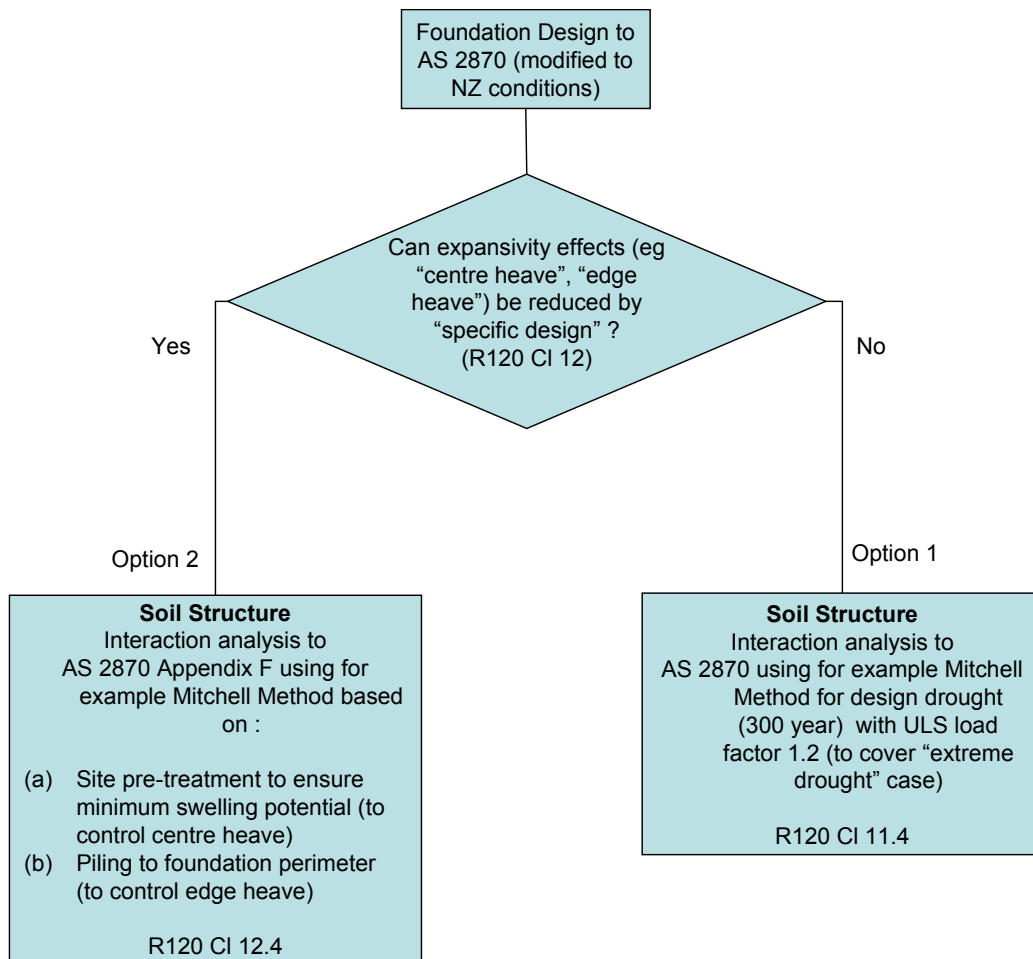 Foundation Design to
AS 2870 (modified to
NZ conditions)
Can expansivity effects (eg
“centre heave”, “edge
heave”) be reduced by
“specific design” ?
(R120 Cl 12)
Yes
No
Option 2
Option 1
Soil Structure
Interaction analysis to
AS 2870 Appendix F using for
example Mitchell Method based
on :
(a) Site pre-treatment to ensure
minimum swelling potential (to
control centre heave)
(b) Piling to foundation perimeter
(to control edge heave)
R120 Cl 12.4
Soil Structure
Interaction analysis to
AS 2870 using for example Mitchell
Method for design drought
(300 year) with ULS load
factor 1.2 (to cover “extreme
drought” case)
R120 Cl 11.4